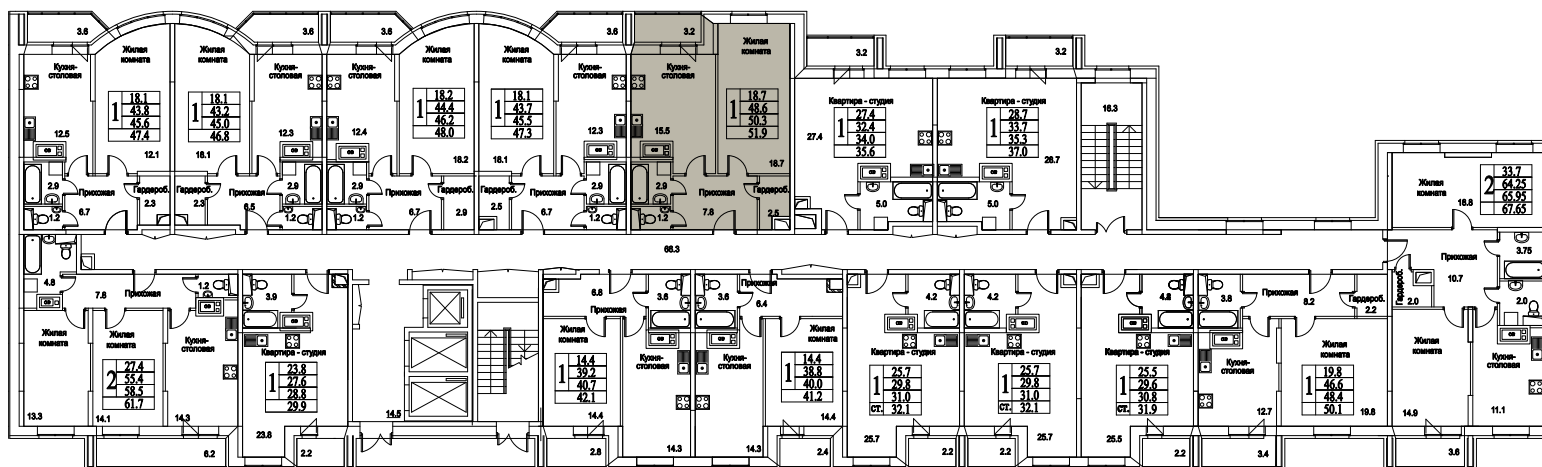 3.6
3.6
3.6
3.6
3.2
3.2
3.2
Жилая
комната
Кухня-
столовая
1
18.1
43.8
45.6
47.4
12.5
12.1
2.9
1.2
Прихожая
6.7
Гардероб.
2.3
Жилая
комната
Кухня-
столовая
1
18.1
43.2
45.0
46.8
18.1
12.3
2.9
1.2
Прихожая
6.5
Гардероб.
2.3
Жилая
комната
Кухня-
столовая
1
18.2
44.4
46.2
48.0
12.4
18.2
2.9
1.2
Прихожая
6.7
Гардероб.
2.9
Жилая
комната
Кухня-
столовая
1
18.1
43.7
45.5
47.3
18.1
12.3
2.9
1.2
Прихожая
6.7
Гардероб.
2.5
Жилая
комната
Кухня-
столовая
1
18.7
48.6
50.3
51.9
15.5
18.7
2.9
1.2
Прихожая
7.8
Гардероб.
2.5
Квартира - студия
1
27.4
32.4
34.0
35.6
27.4
5.0
Квартира - студия
1
28.7
33.7
35.3
37.0
28.7
5.0
16.3
Жилая
комната
2
33.7
64.25
65.95
67.65
18.8
Прихожая
10.7
3.75
2.0
Гардероб.
2.0
Жилая
комната
14.9
Кухня-
столовая
11.1
3.6
68.3
4.8
7.8
Прихожая
1.2
Жилая
комната
Жилая
комната
Кухня-
столовая
2
27.4
55.4
58.5
61.7
13.3
14.1
14.3
6.2
3.9
Квартира - студия
1
23.8
27.6
28.8
29.9
23.8
2.2
14.5
6.8
Прихожая
3.6
Жилая
комната
Кухня-
столовая
1
14.4
39.2
40.7
42.1
14.4
14.3
2.8
Прихожая
3.6
6.4
Кухня-
столовая
Жилая
комната
1
14.4
38.8
40.0
41.2
14.3
14.4
2.4
4.2
Квартира - студия
1
ст.
25.7
29.8
31.0
32.1
25.7
2.2
4.2
Квартира - студия
1
ст.
25.7
29.8
31.0
32.1
25.7
2.2
4.2
Квартира - студия
1
ст.
25.5
29.6
30.8
31.9
25.5
2.2
3.8
Прихожая
8.2
Гардероб.
2.2
Кухня-
столовая
Жилая
комната
1
19.8
46.6
48.4
50.1
12.7
19.8
3.4